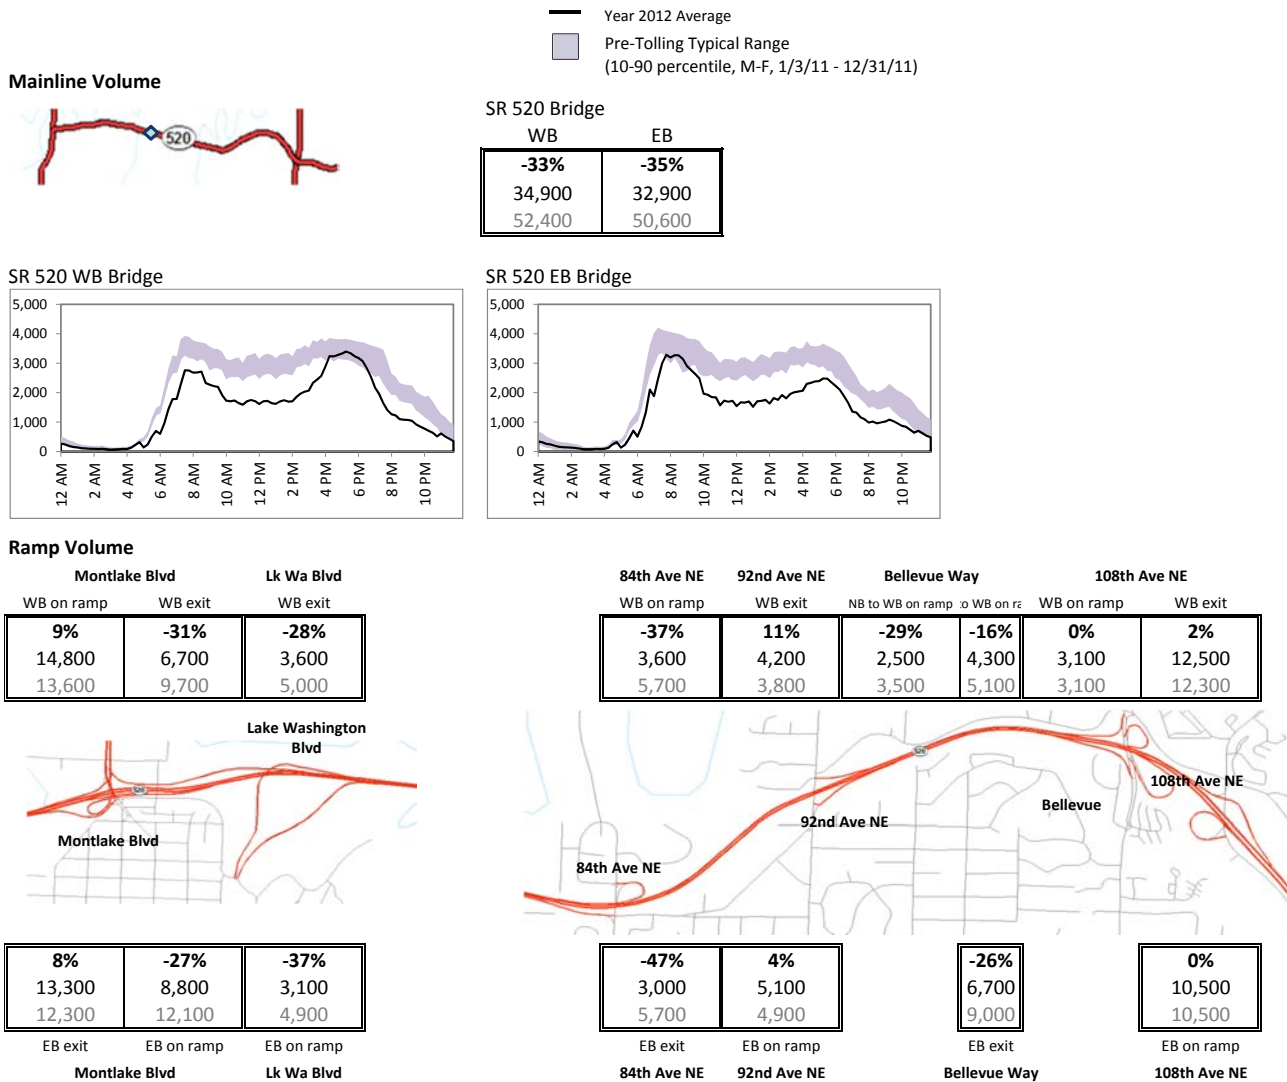 Year 2012 Average
Pre-Tolling Typical Range
(10-90 percentile, M-F, 1/3/11 - 12/31/11)
Mainline Volume
520
SR 520 Bridge
WB EB
-33% -35%
34,900 32,900
52,400 50,600
SR 520 WB Bridge
5,000
4,000
3,000
2,000
1,000
0
12 AM 2 AM 4 AM 6 AM 8 AM 10 AM 12 PM 2 PM 4 PM 6 PM 8 PM 10 PM
SR 520 EB Bridge
5,000
4,000
3,000
2,000
1,000
0
12 AM 2 AM 4 AM 6 AM 8 AM 10 AM 12 PM 2 PM 4 PM 6 PM 8 PM 10 PM
Ramp Volume
Montlake Blvd Lk Wa Blvd
WB on ramp WB exit WB exit
9% -31% -28%
14,800 6,700 3,600
13,600 9,700 5,000
84th Ave NE 92nd Ave NE Bellevue Way 108th Ave NE
WB on ramp WB exit NB to WB on ramp :o WB on ra WB on ramp WB exit
-37% 11% -29% -16% 0% 2%
3,600 4,200 2,500 4,300 3,100 12,500
5,700 3,800 3,500 5,100 3,100 12,300
Lake Washington
Blvd
520
Montlake Blvd
520
108th Ave NE
Bellevue
92nd Ave NE
84th Ave NE
8% -27% -37%
13,300 8,800 3,100
12,300 12,100 4,900
EB exit EB on ramp EB on ramp
Montlake Blvd Lk Wa Blvd
-47% 4% -26% 0%
3,000 5,100 6,700 10,500
5,700 4,900 9,000 10,500
EB exit EB on ramp EB exit EB on ramp
84th Ave NE 92nd Ave NE Bellevue Way 108th Ave NE